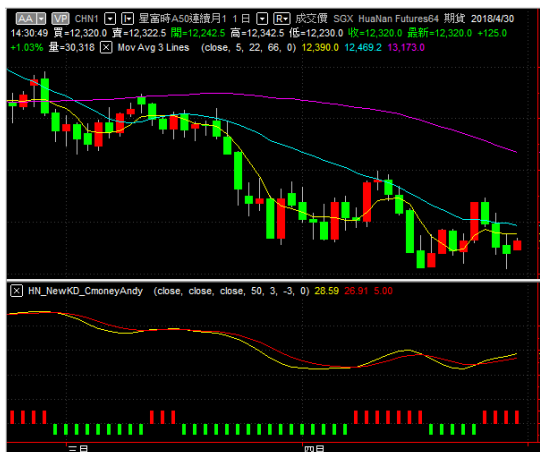 AA VP CHN1 星富時A50連續月1 1日 R 成交價 SGX HuaNan Futures64 期貨 2018/4/30
14:30:49 買=12,320.0 賣=12,322.5 開=12,242.5 高=12,342.5 低=12,230.0 收=12,320.0 最新=12,320.0 +125.0
+1.03% 量=30,318 Mov Avg 3 Lines (close, 5, 22, 66, 0) 12,390.0 12,469.2 13,173.0
HN_NewKD_CmoneyAndy (close, close, close, 50, 3, -3, 0) 28.59 26.91 5.00
三月 四月